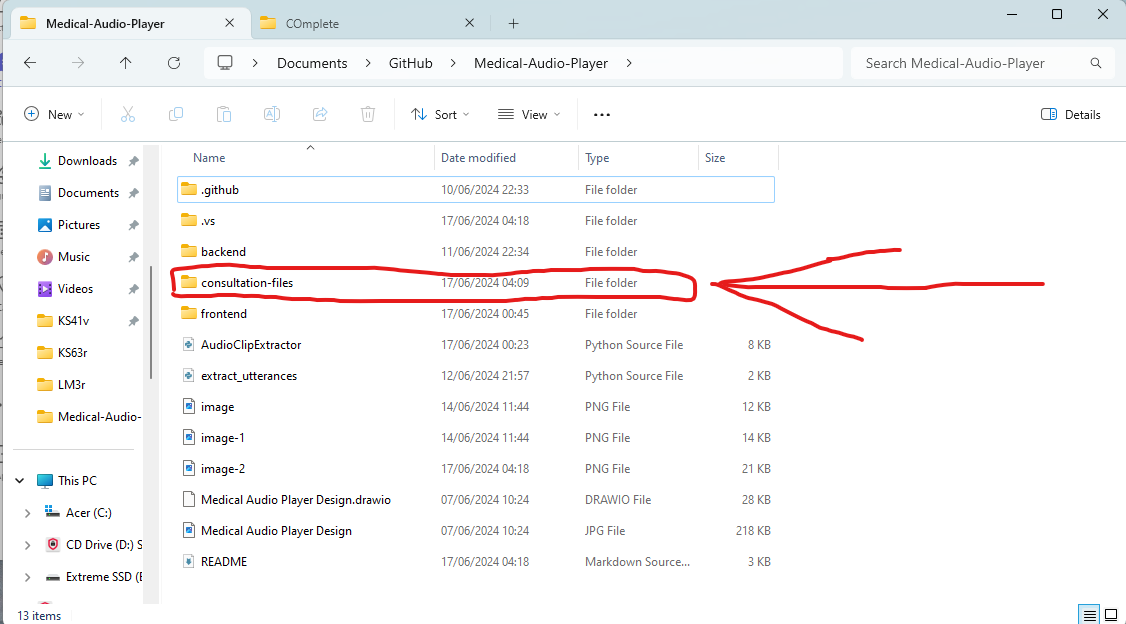 Medical-Audio-Player
COmplete
Documents > GitHub > Medical-Audio-Player >
Search Medical-Audio-Player
New
Sort
View
Details
Name Date modified Type Size
Downloads
Documents
Pictures
Music
Videos
KS41v
KS63r
LM3r
Medical-Audio-
This PC
Acer (C:)
CD Drive (D:) S
Extreme SSD (E
.github 10/06/2024 22:33 File folder
.vs 17/06/2024 04:18 File folder
backend 11/06/2024 22:34 File folder
consultation-files 17/06/2024 04:09 File folder
frontend 17/06/2024 00:45 File folder
AudioClipExtractor 17/06/2024 00:23 Python Source File 8 KB
extract_utterances 12/06/2024 21:57 Python Source File 2 KB
image 14/06/2024 11:44 PNG File 12 KB
image-1 14/06/2024 11:44 PNG File 14 KB
image-2 17/06/2024 04:18 PNG File 21 KB
Medical Audio Player Design.drawio 07/06/2024 10:24 DRAWIO File 28 KB
Medical Audio Player Design 07/06/2024 10:24 JPG File 218 KB
README 17/06/2024 04:18 Markdown Source... 3 KB
13 items